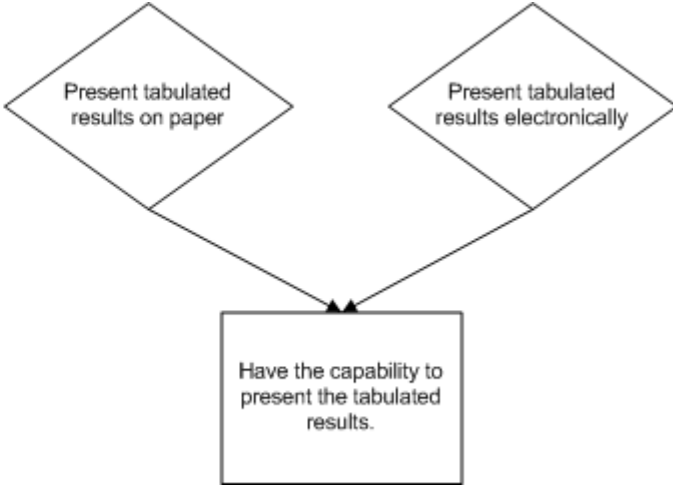 Present tabulated
results on paper
Present tabulated
results electronically
Have the capability to
present the tabulated
results.